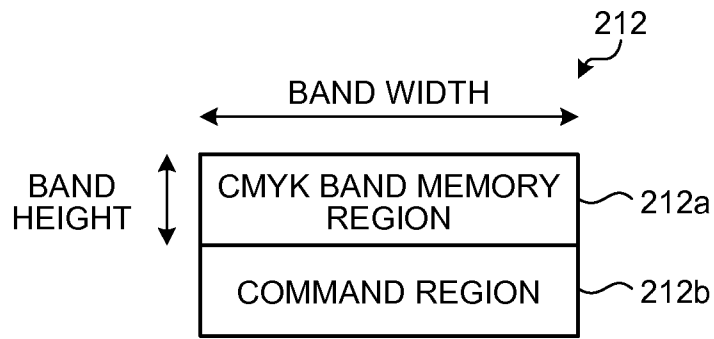 212
BAND WIDTH
BAND
HEIGHT
CMYK BAND MEMORY
REGION
212a
COMMAND REGION
212b